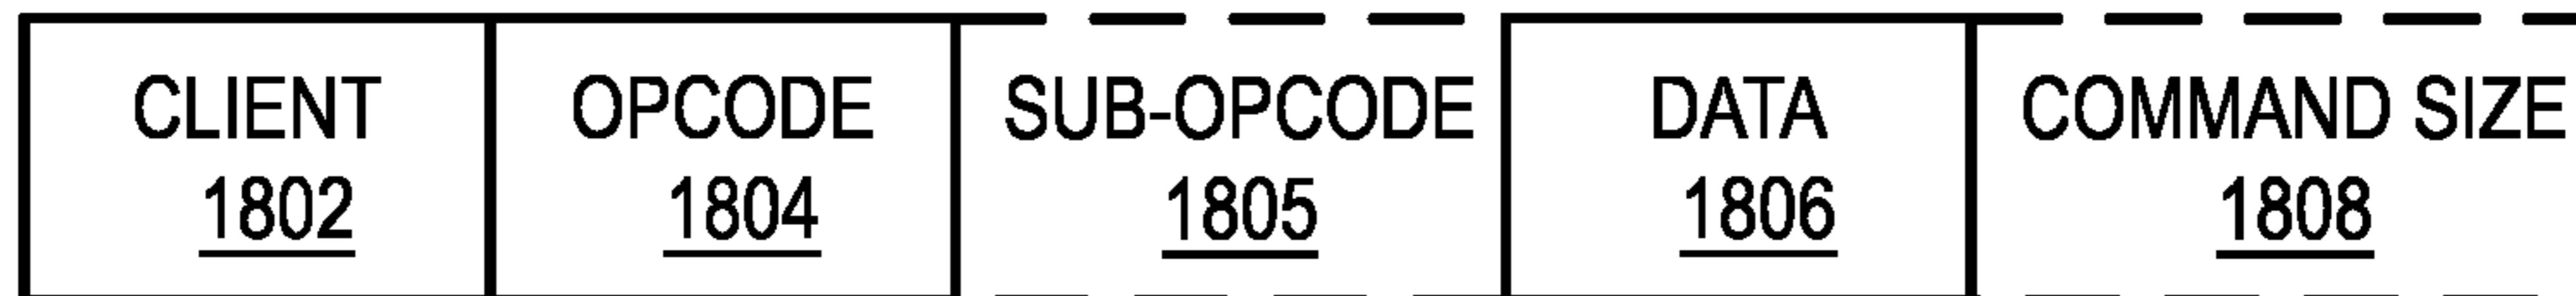 CLIENT OPCODE SUB-OPCODE DATA COMMAND SIZE
1802 1804 1805 1806 1808